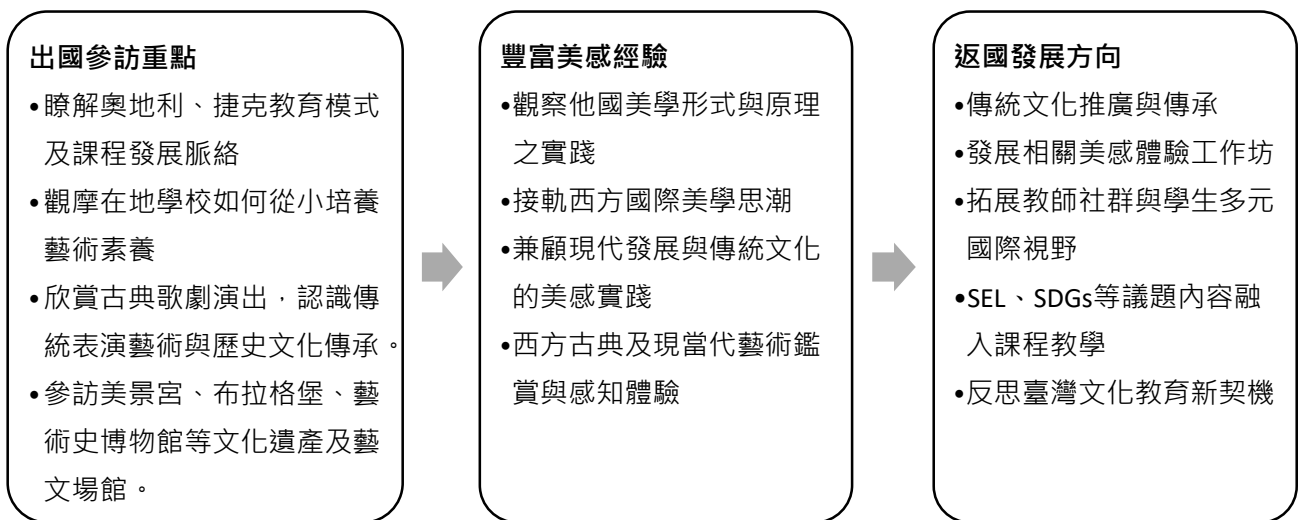 出國參訪重點
•瞭解奧地利、捷克教育模式
及課程發展脈絡
•觀摩在地學校如何從小培養
藝術素養
•欣賞古典歌劇演出，認識傳
統表演藝術與歷史文化傳承。
•參訪美景宮、布拉格堡、藝
術史博物館等文化遺產及藝
文場館。
豐富美感經驗
•觀察他國美學形式與原理
之實踐
•接軌西方國際美學思潮
•兼顧現代發展與傳統文化
的美感實踐
•西方古典及現當代藝術鑑
賞與感知體驗
返國發展方向
•傳統文化推廣與傳承
•發展相關美感體驗工作坊
•拓展教師社群與學生多元
國際視野
•SEL、SDGs等議題內容融
入課程教學
•反思臺灣文化教育新契機